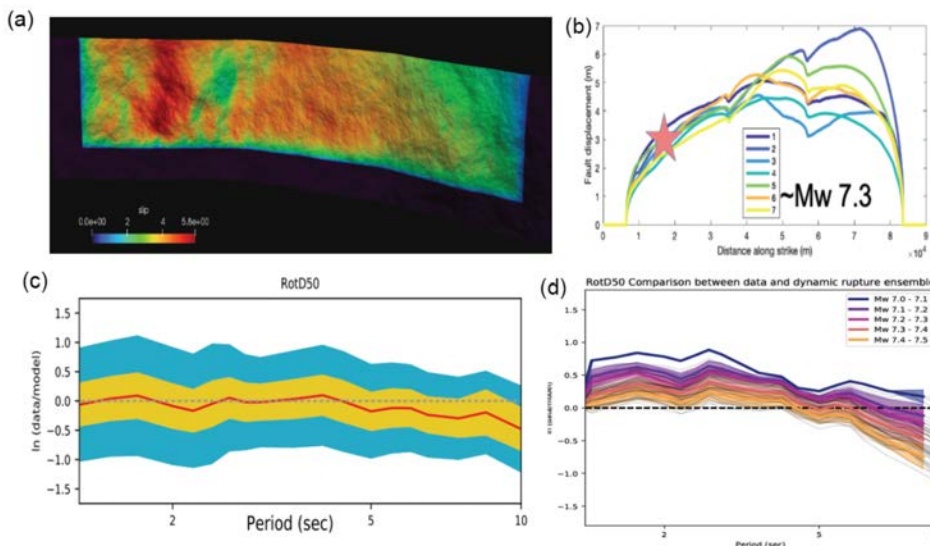 (a)
slip
0.0e+00 2 4 5.8e+00
(b)
Fault displacement (m)
7
6
5
4
3
2
1
0
1
2
3
4
5
6
7
~Mw 7.3
0 1 2 3 4 5 6 7 8 9
×10⁴
Distance along strike (m)
(c)
RotD50
ln (data/model)
1.5
1.0
0.5
0.0
−0.5
−1.0
−1.5
2 5 10
Period (sec)
(d)
RotD50 Comparison between data and dynamic rupture ensemble
Mw 7.0 - 7.1
Mw 7.1 - 7.2
Mw 7.2 - 7.3
Mw 7.3 - 7.4
Mw 7.4 - 7.5
1.5
1.0
0.5
0.0
−0.5
−1.0
−1.5
2 5
Period (sec)